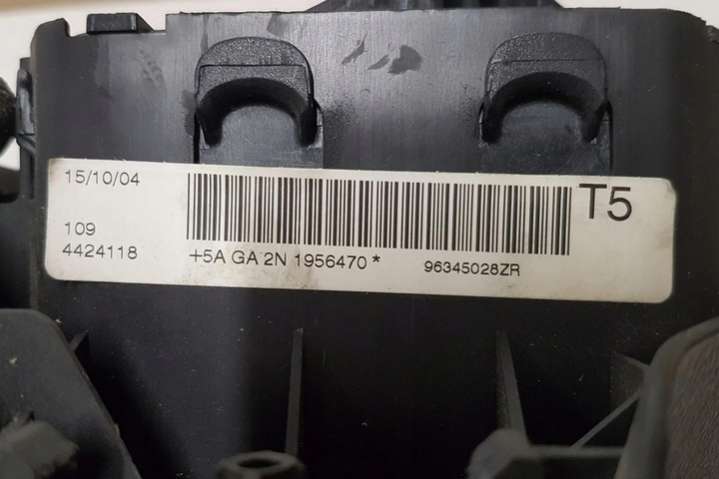 15/10/04
T5
109
4424118
+5A GA 2N 1956470 *
96345028ZR